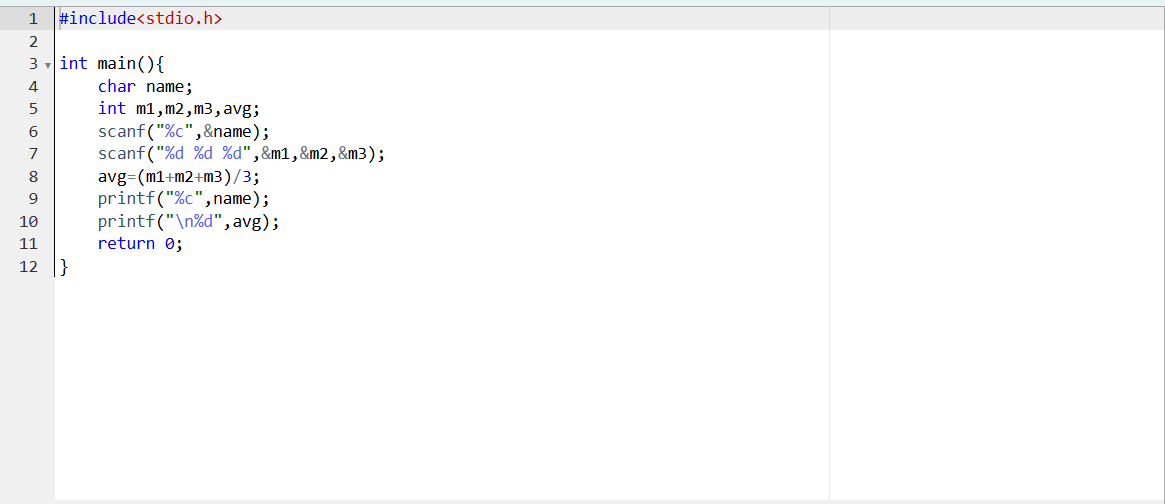 1 #include<stdio.h>
2
3 int main(){
4     char name;
5     int m1,m2,m3,avg;
6     scanf("%c",&name);
7     scanf("%d %d %d",&m1,&m2,&m3);
8     avg=(m1+m2+m3)/3;
9     printf("%c",name);
10     printf("\n%d",avg);
11     return 0;
12 }